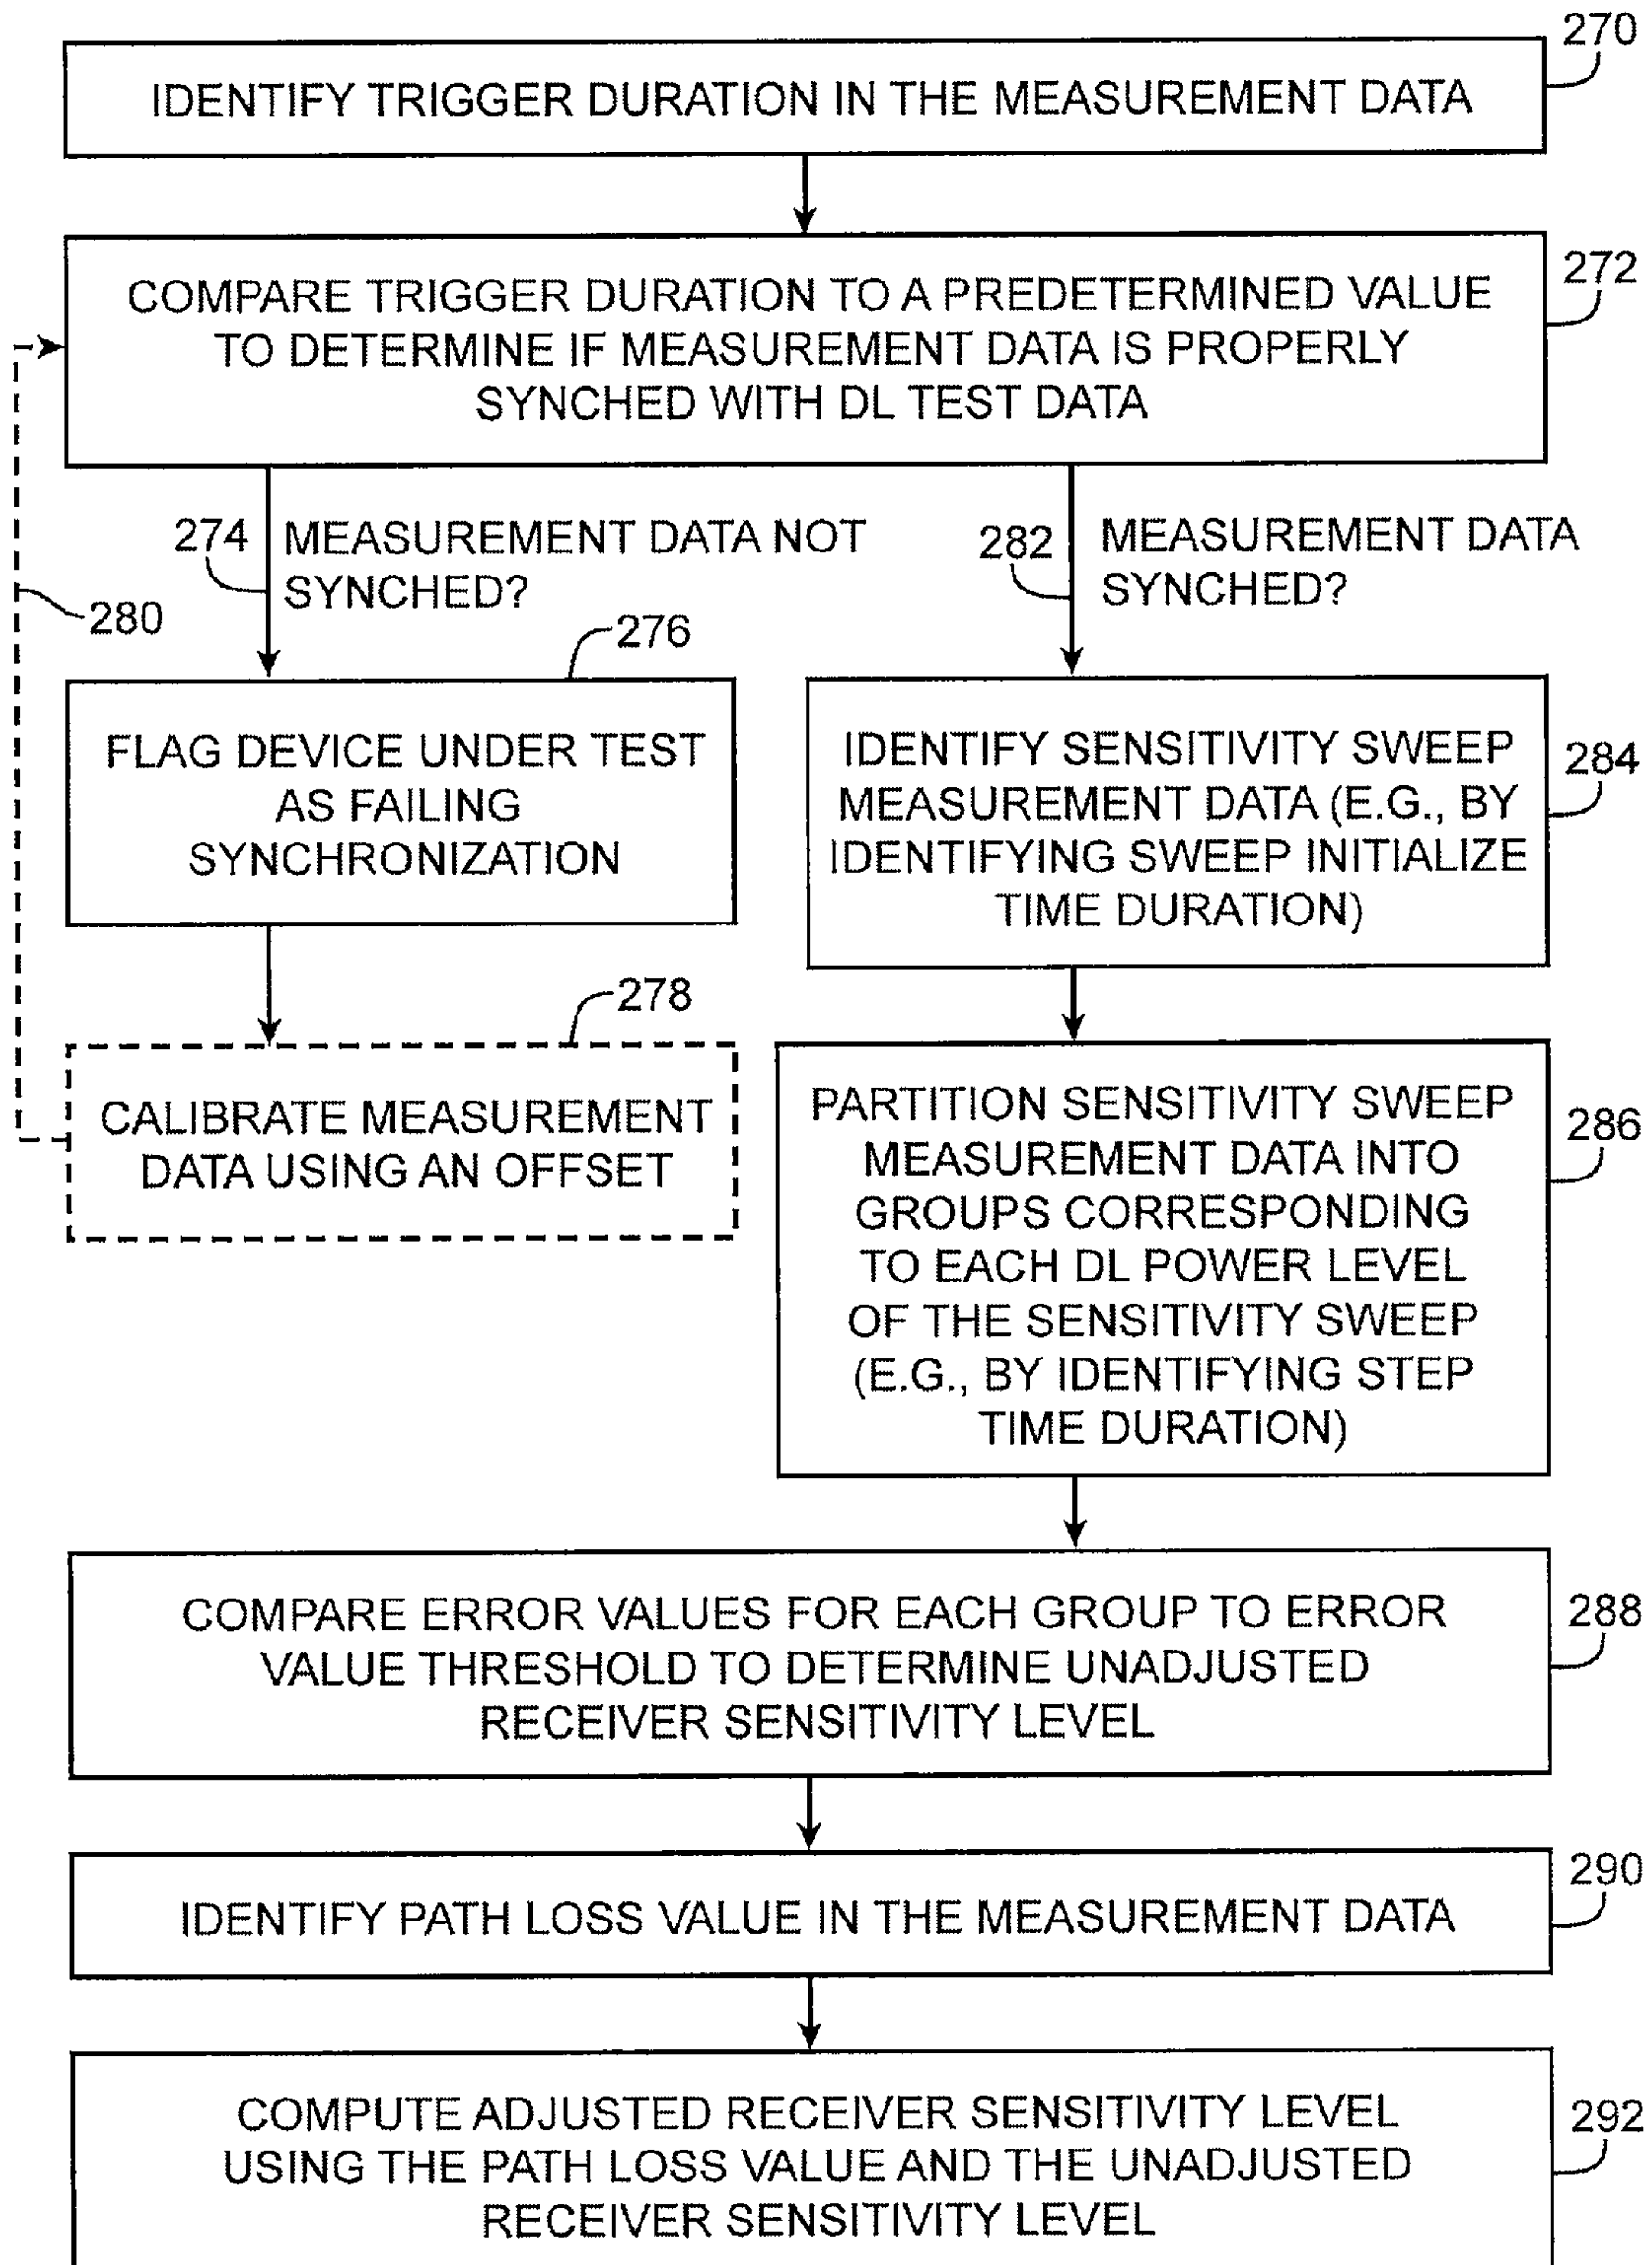 270
IDENTIFY TRIGGER DURATION IN THE MEASUREMENT DATA
272
COMPARE TRIGGER DURATION TO A PREDETERMINED VALUE
TO DETERMINE IF MEASUREMENT DATA IS PROPERLY
SYNCHED WITH DL TEST DATA
274
MEASUREMENT DATA NOT
SYNCHED?
282
MEASUREMENT DATA
SYNCHED?
280
276
FLAG DEVICE UNDER TEST
AS FAILING
SYNCHRONIZATION
284
IDENTIFY SENSITIVITY SWEEP
MEASUREMENT DATA (E.G., BY
IDENTIFYING SWEEP INITIALIZE
TIME DURATION)
278
CALIBRATE MEASUREMENT
DATA USING AN OFFSET
286
PARTITION SENSITIVITY SWEEP
MEASUREMENT DATA INTO
GROUPS CORRESPONDING
TO EACH DL POWER LEVEL
OF THE SENSITIVITY SWEEP
(E.G., BY IDENTIFYING STEP
TIME DURATION)
288
COMPARE ERROR VALUES FOR EACH GROUP TO ERROR
VALUE THRESHOLD TO DETERMINE UNADJUSTED
RECEIVER SENSITIVITY LEVEL
290
IDENTIFY PATH LOSS VALUE IN THE MEASUREMENT DATA
292
COMPUTE ADJUSTED RECEIVER SENSITIVITY LEVEL
USING THE PATH LOSS VALUE AND THE UNADJUSTED
RECEIVER SENSITIVITY LEVEL